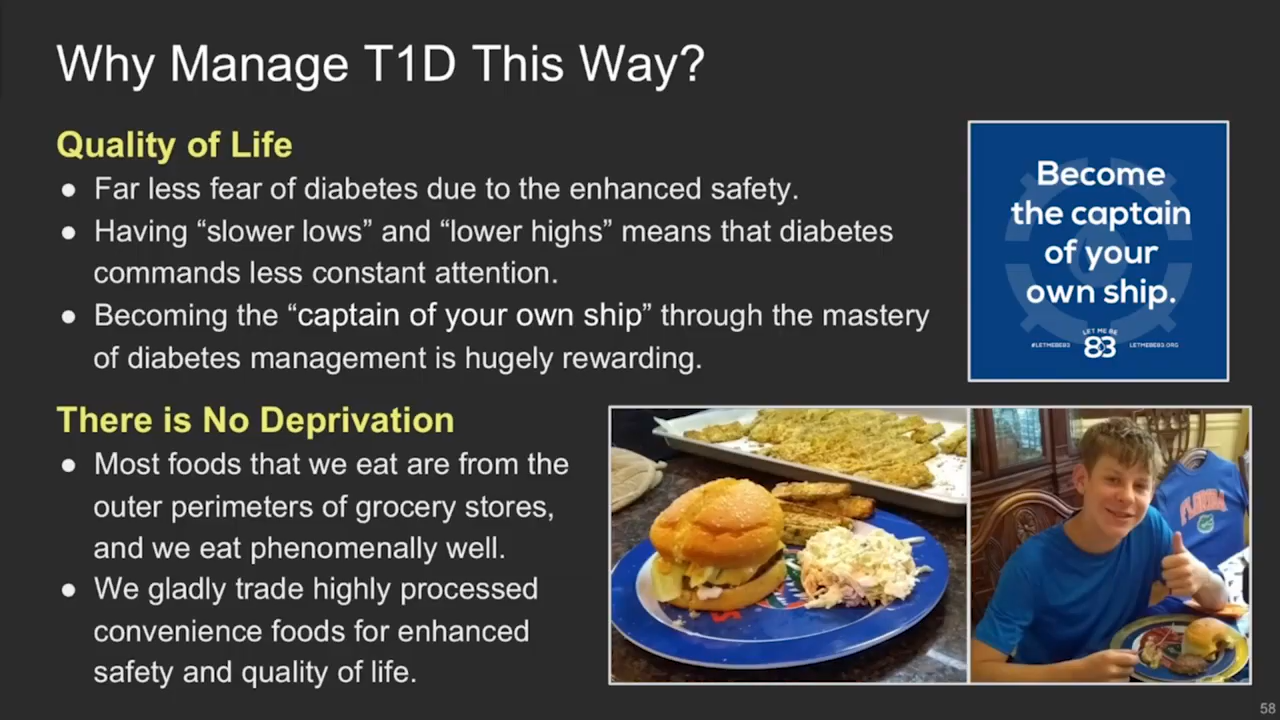 Why Manage T1D This Way?
Quality of Life
● Far less fear of diabetes due to the enhanced safety.
● Having “slower lows” and “lower highs” means that diabetes
commands less constant attention.
● Becoming the “captain of your own ship” through the mastery
of diabetes management is hugely rewarding.
Become
the captain
of your
own ship.
LET ME BE
#LETMEBE83 83 LETMEBE83.ORG
There is No Deprivation
● Most foods that we eat are from the
outer perimeters of grocery stores,
and we eat phenomenally well.
● We gladly trade highly processed
convenience foods for enhanced
safety and quality of life.
FLORIDA
58